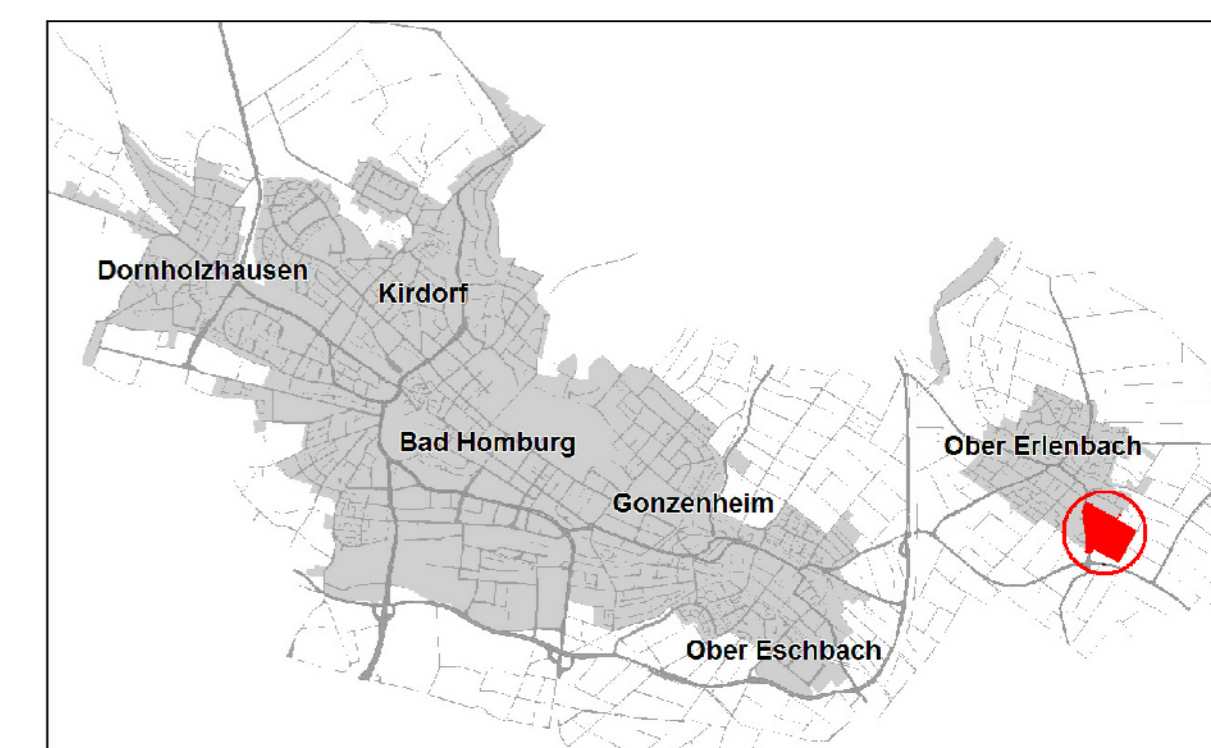 Dornholzhausen
Kirdorf
Bad Homburg
Ober Erlenbach
Gonzenheim
Ober Eschbach